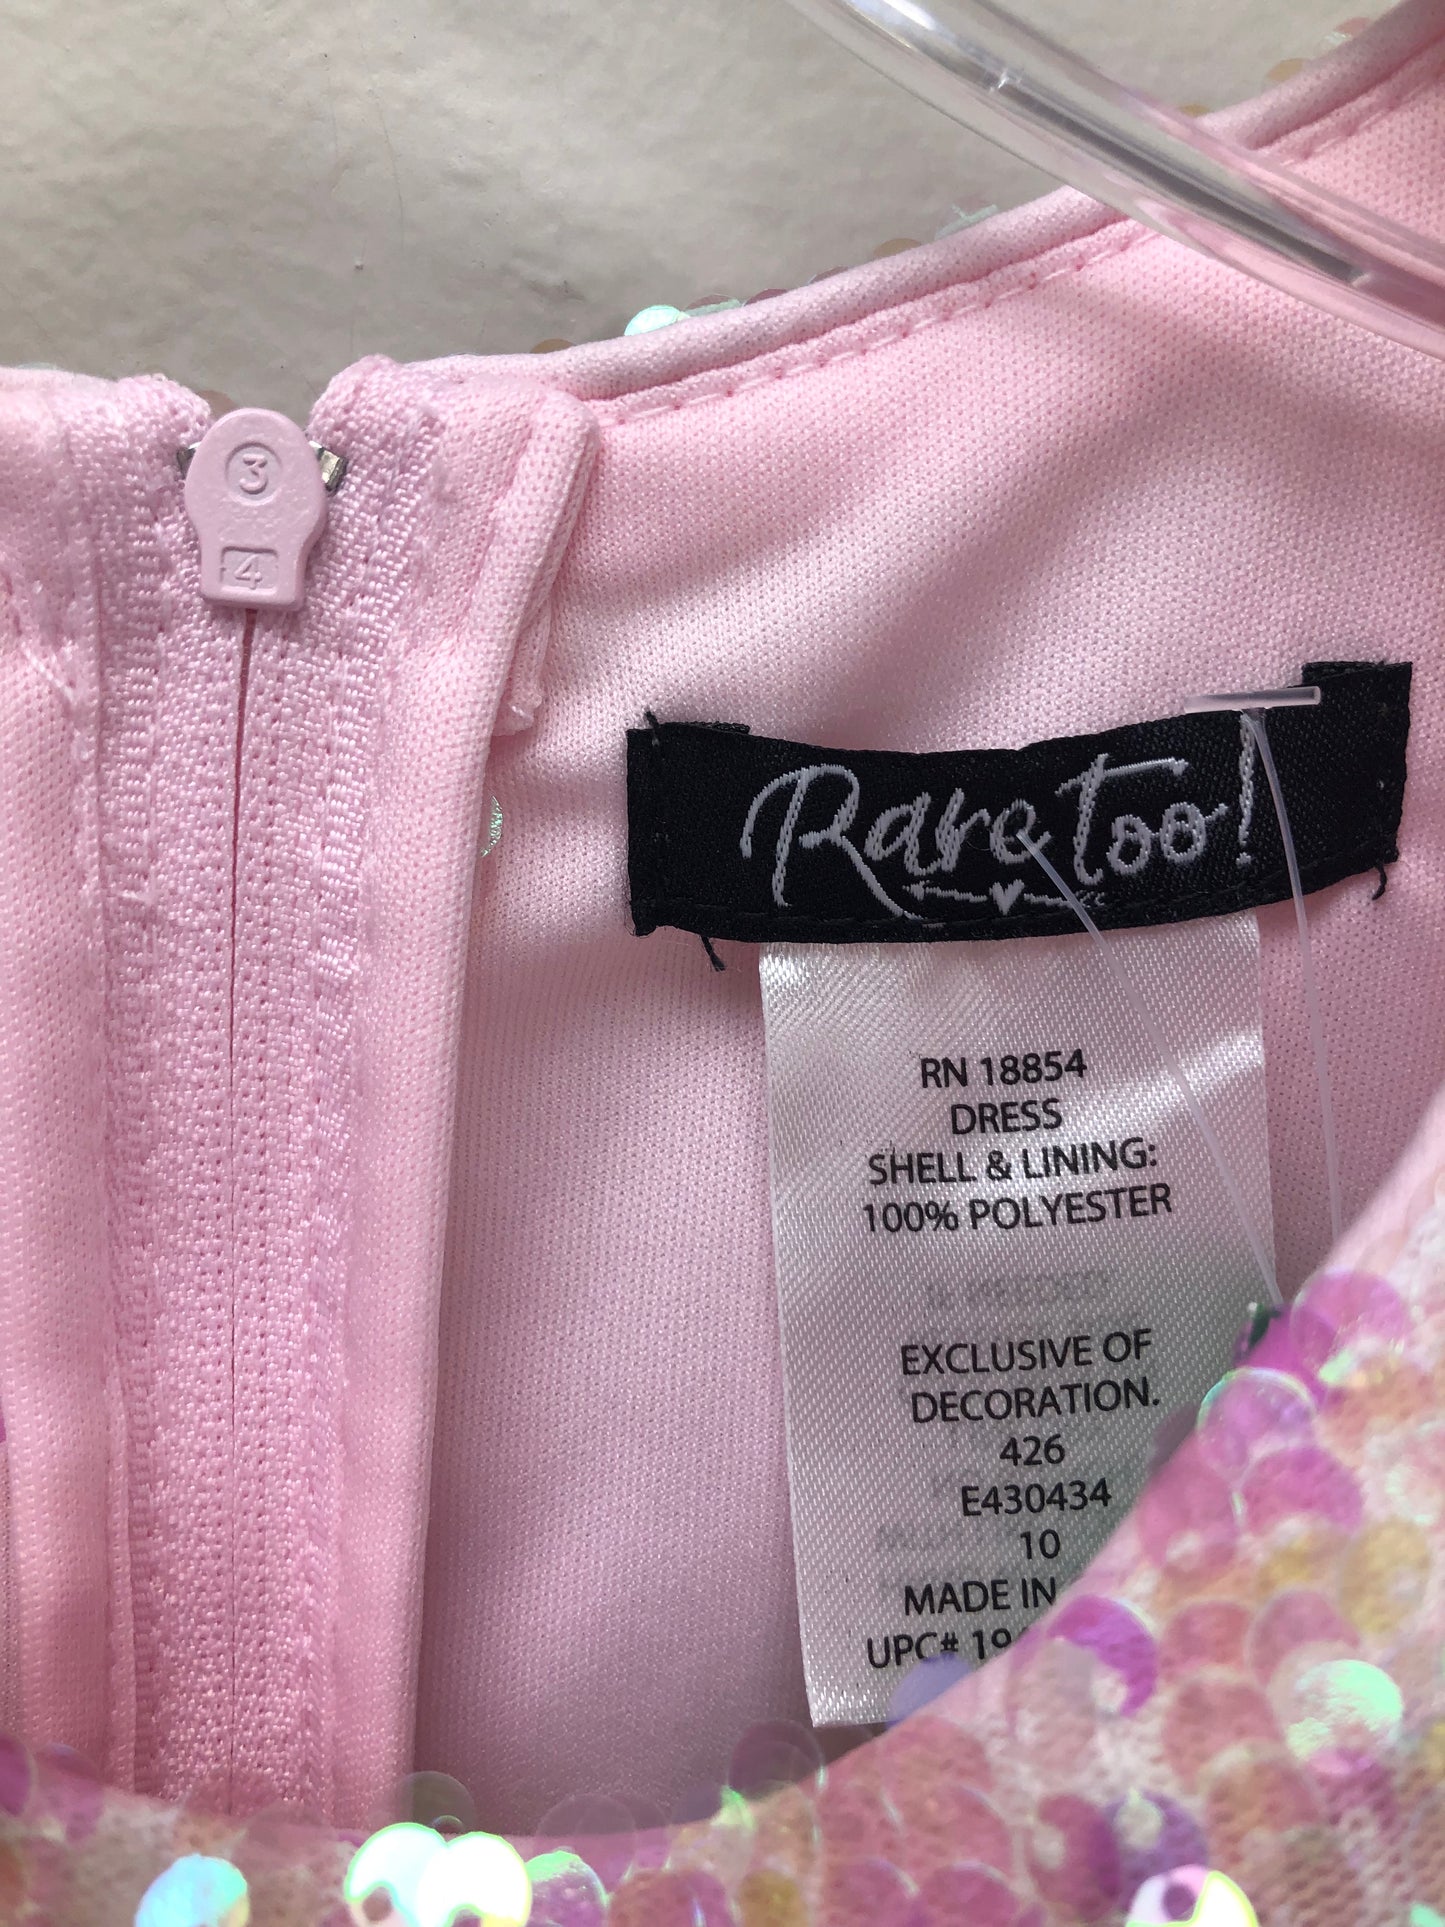 3
4
Rare too!
RN 18854
DRESS
SHELL & LINING:
100% POLYESTER
EXCLUSIVE OF
DECORATION.
426
E430434
10
MADE IN
UPC# 19